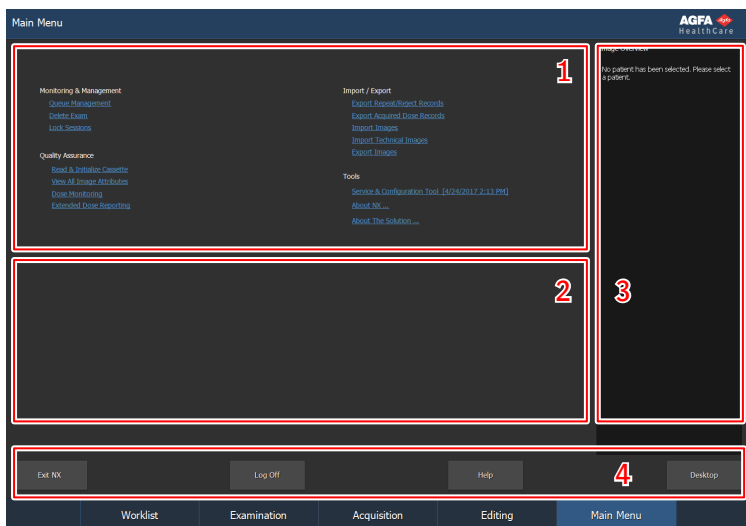 Main Menu
AGFA
HealthCare
1
Image Overview
No patient has been selected. Please select
a patient.
Monitoring & Management
Queue Management
Delete Exam
Lock Sessions
Quality Assurance
Read & Initialize Cassette
View All Image Attributes
Dose Monitoring
Extended Dose Reporting
Import / Export
Export Repeat/Reject Records
Export Acquired Dose Records
Import Images
Import Technical Images
Export Images
Tools
Service & Configuration Tool [4/24/2017 2:13 PM]
About NX ...
About The Solution ...
2
3
4
Exit NX
Log Off
Help
Desktop
Worklist
Examination
Acquisition
Editing
Main Menu